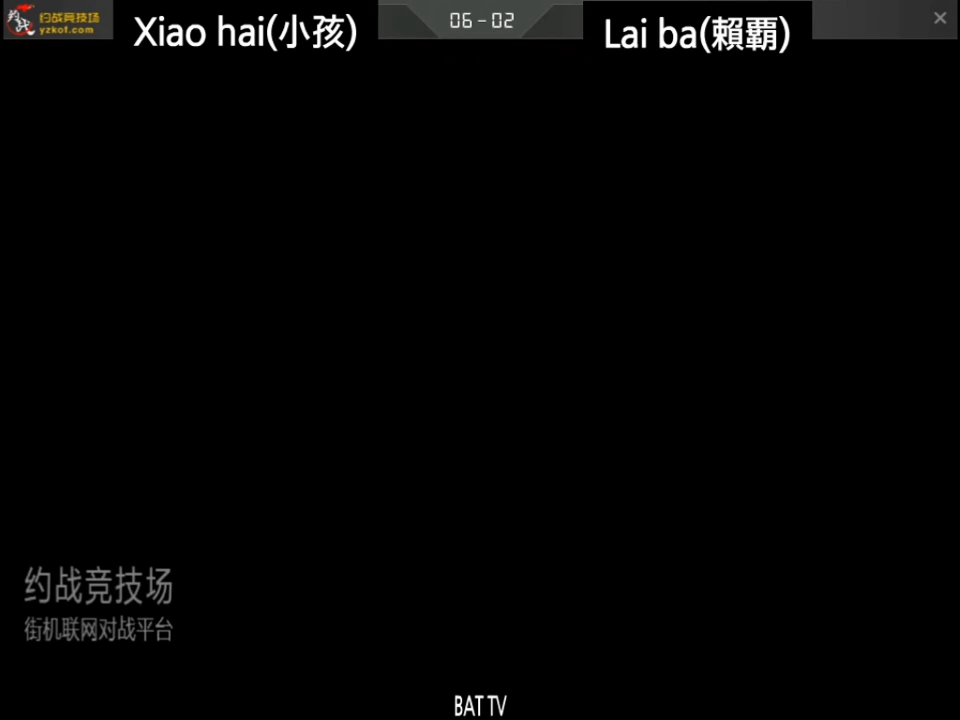 约战竞技场
yzkof.com
Xiao hai(小孩)
06-02
Lai ba(賴霸)
约战竞技场
街机联网对战平台
BAT TV